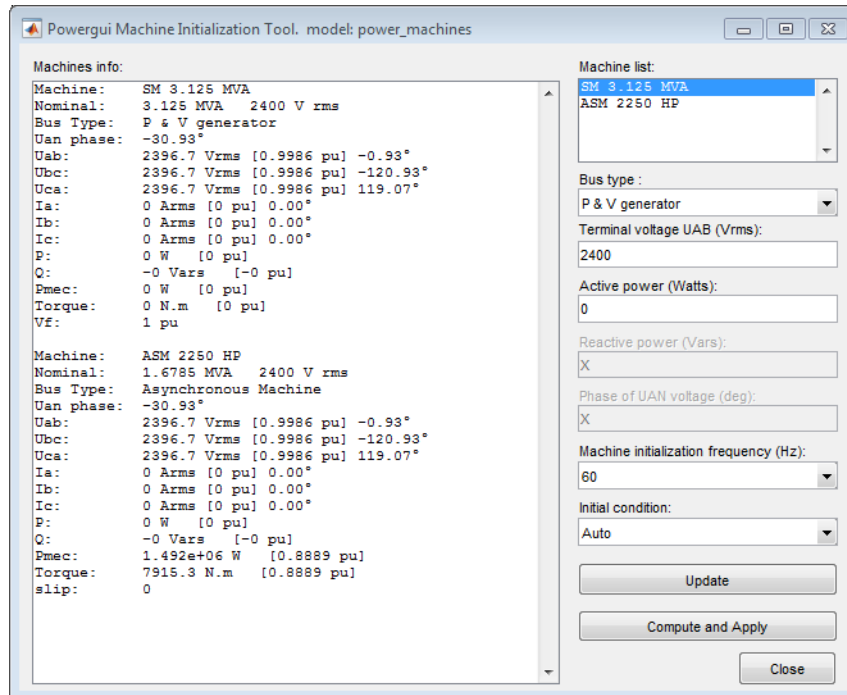 Powergui Machine Initialization Tool. model: power_machines
Machines info:
Machine: SM 3.125 MVA
Nominal: 3.125 MVA 2400 V rms
Bus Type: P & V generator
Uan phase: -30.93°
Uab: 2396.7 Vrms [0.9986 pu] -0.93°
Ubc: 2396.7 Vrms [0.9986 pu] -120.93°
Uca: 2396.7 Vrms [0.9986 pu] 119.07°
Ia: 0 Arms [0 pu] 0.00°
Ib: 0 Arms [0 pu] 0.00°
Ic: 0 Arms [0 pu] 0.00°
P: 0 W [0 pu]
Q: -0 Vars [-0 pu]
Pmec: 0 W [0 pu]
Torque: 0 N.m [0 pu]
Vf: 1 pu
Machine: ASM 2250 HP
Nominal: 1.6785 MVA 2400 V rms
Bus Type: Asynchronous Machine
Uan phase: -30.93°
Uab: 2396.7 Vrms [0.9986 pu] -0.93°
Ubc: 2396.7 Vrms [0.9986 pu] -120.93°
Uca: 2396.7 Vrms [0.9986 pu] 119.07°
Ia: 0 Arms [0 pu] 0.00°
Ib: 0 Arms [0 pu] 0.00°
Ic: 0 Arms [0 pu] 0.00°
P: 0 W [0 pu]
Q: -0 Vars [-0 pu]
Pmec: 1.492e+06 W [0.8889 pu]
Torque: 7915.3 N.m [0.8889 pu]
slip: 0
Machine list:
SM 3.125 MVA
ASM 2250 HP
Bus type :
P & V generator
Terminal voltage UAB (Vrms):
2400
Active power (Watts):
0
Reactive power (Vars):
X
Phase of UAN voltage (deg):
X
Machine initialization frequency (Hz):
60
Initial condition:
Auto
Update
Compute and Apply
Close